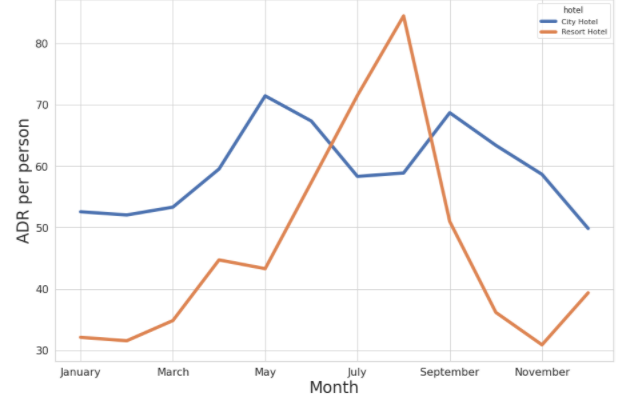 hotel
City Hotel
Resort Hotel
80
70
60
50
40
30
ADR per person
January March May July September November
Month